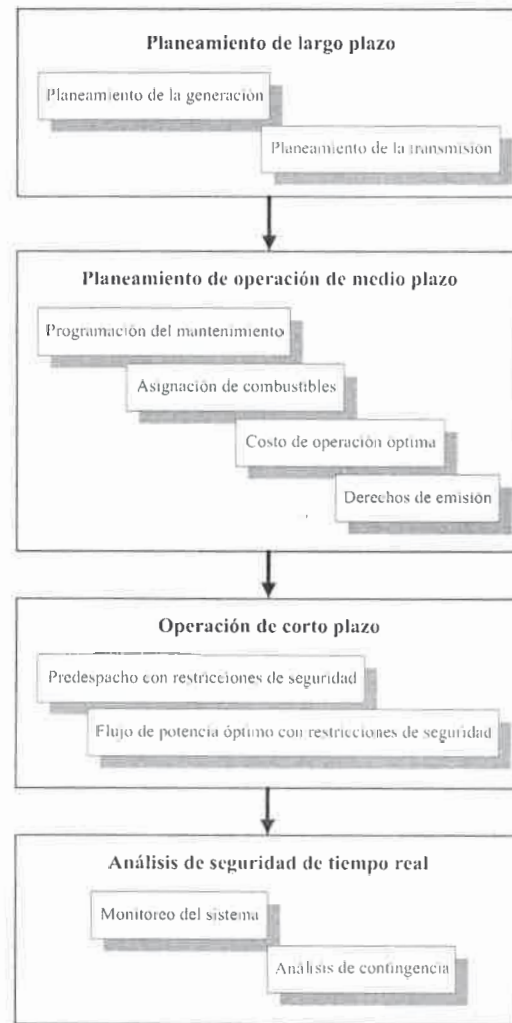 Planeamiento de largo plazo
Planeamiento de la generación
Planeamiento de la transmisión
Planeamiento de operación de medio plazo
Programación del mantenimiento
Asignación de combustibles
Costo de operación óptima
Derechos de emisión
Operación de corto plazo
Predespacho con restricciones de seguridad
Flujo de potencia óptimo con restricciones de seguridad
Análisis de seguridad de tiempo real
Monitoreo del sistema
Análisis de contingencia